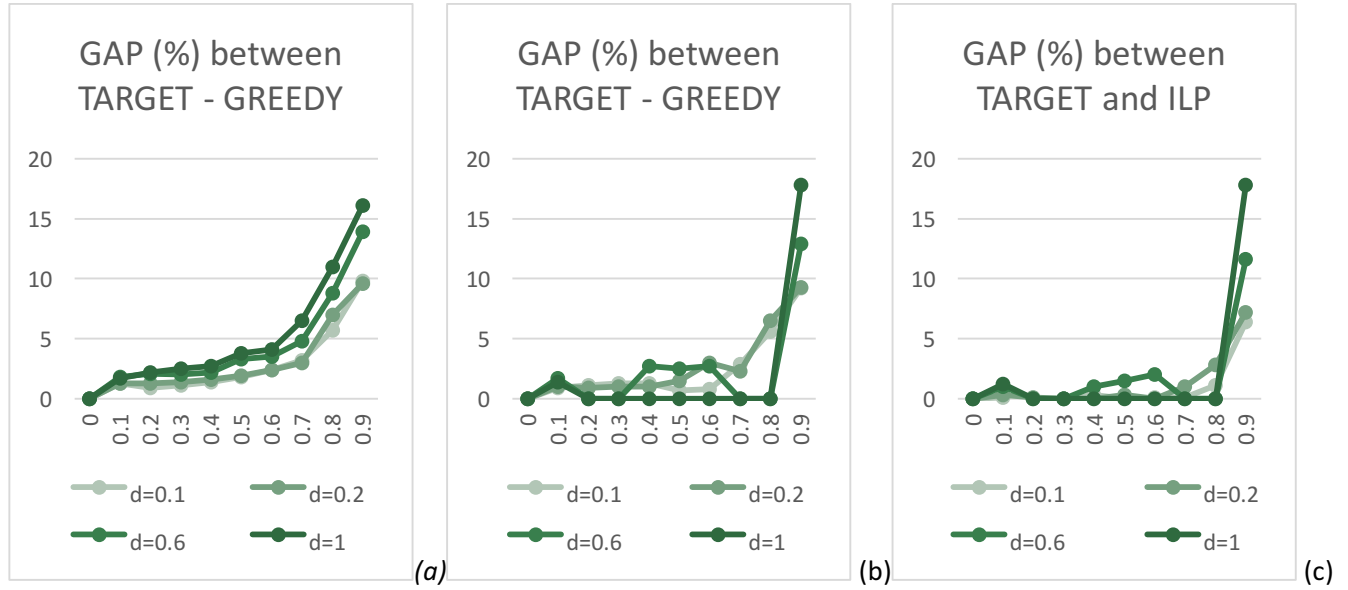 GAP (%) between
TARGET - GREEDY
20
15
10
5
0
0
0.1
0.2
0.3
0.4
0.5
0.6
0.7
0.8
0.9
d=0.1
d=0.2
d=0.6
d=1
(a)
GAP (%) between
TARGET - GREEDY
20
15
10
5
0
0
0.1
0.2
0.3
0.4
0.5
0.6
0.7
0.8
0.9
d=0.1
d=0.2
d=0.6
d=1
(b)
GAP (%) between
TARGET and ILP
20
15
10
5
0
0
0.1
0.2
0.3
0.4
0.5
0.6
0.7
0.8
0.9
d=0.1
d=0.2
d=0.6
d=1
(c)